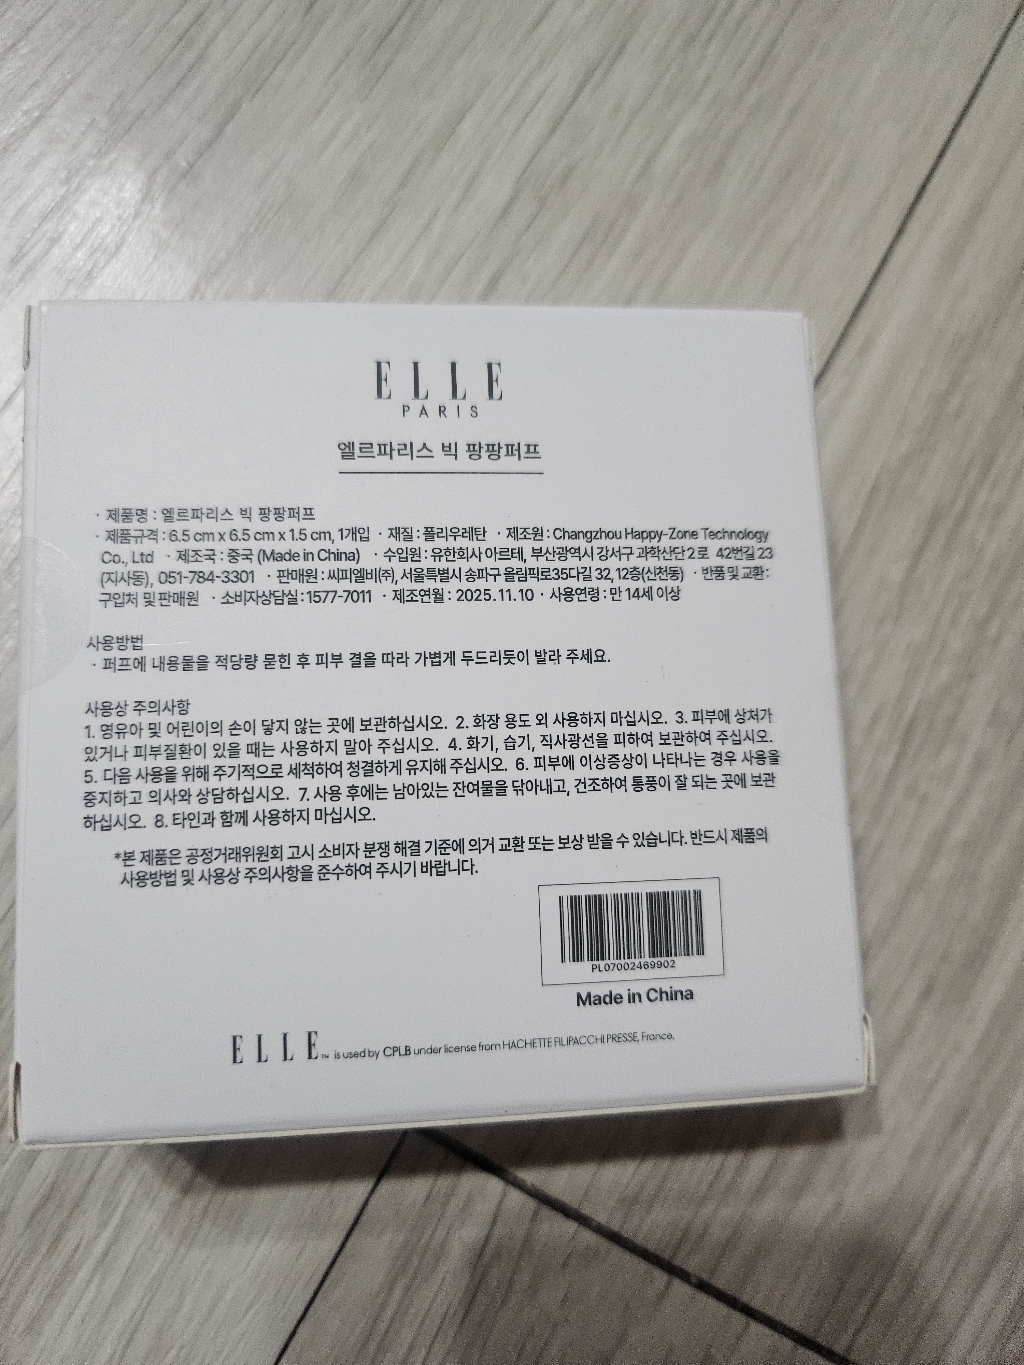 ELLE
PARIS
엘르파리스 빅 팡팡퍼프
· 제품명 : 엘르파리스 빅 팡팡퍼프
· 제품규격 : 6.5 cm x 6.5 cm x 1.5 cm, 1개입 · 재질 : 폴리우레탄 · 제조원 : Changzhou Happy-Zone Technology
Co., Ltd · 제조국 : 중국 (Made in China) · 수입원 : 유한회사 아르테, 부산광역시 강서구 과학산단2로 42번길 23
(지사동), 051-784-3301 · 판매원 : 씨피엘비㈜, 서울특별시 송파구 올림픽로35다길 32, 12층(신천동) · 반품 및 교환 :
구입처 및 판매원 · 소비자상담실 : 1577-7011 · 제조연월 : 2025.11.10 · 사용연령 : 만 14세 이상
사용방법
· 퍼프에 내용물을 적당량 묻힌 후 피부 결을 따라 가볍게 두드리듯이 발라 주세요.
사용상 주의사항
1. 영유아 및 어린이의 손이 닿지 않는 곳에 보관하십시오. 2. 화장 용도 외 사용하지 마십시오. 3. 피부에 상처가
있거나 피부질환이 있을 때는 사용하지 말아 주십시오. 4. 화기, 습기, 직사광선을 피하여 보관하여 주십시오.
5. 다음 사용을 위해 주기적으로 세척하여 청결하게 유지해 주십시오. 6. 피부에 이상증상이 나타나는 경우 사용을
중지하고 의사와 상담하십시오. 7. 사용 후에는 남아있는 잔여물을 닦아내고, 건조하여 통풍이 잘 되는 곳에 보관
하십시오. 8. 타인과 함께 사용하지 마십시오.
*본 제품은 공정거래위원회 고시 소비자 분쟁 해결 기준에 의거 교환 또는 보상 받을 수 있습니다. 반드시 제품의
사용방법 및 사용상 주의사항을 준수하여 주시기 바랍니다.
PL07002469902
Made in China
ELLE™ is used by CPLB under license from HACHETTE FILIPACCHI PRESSE, France.